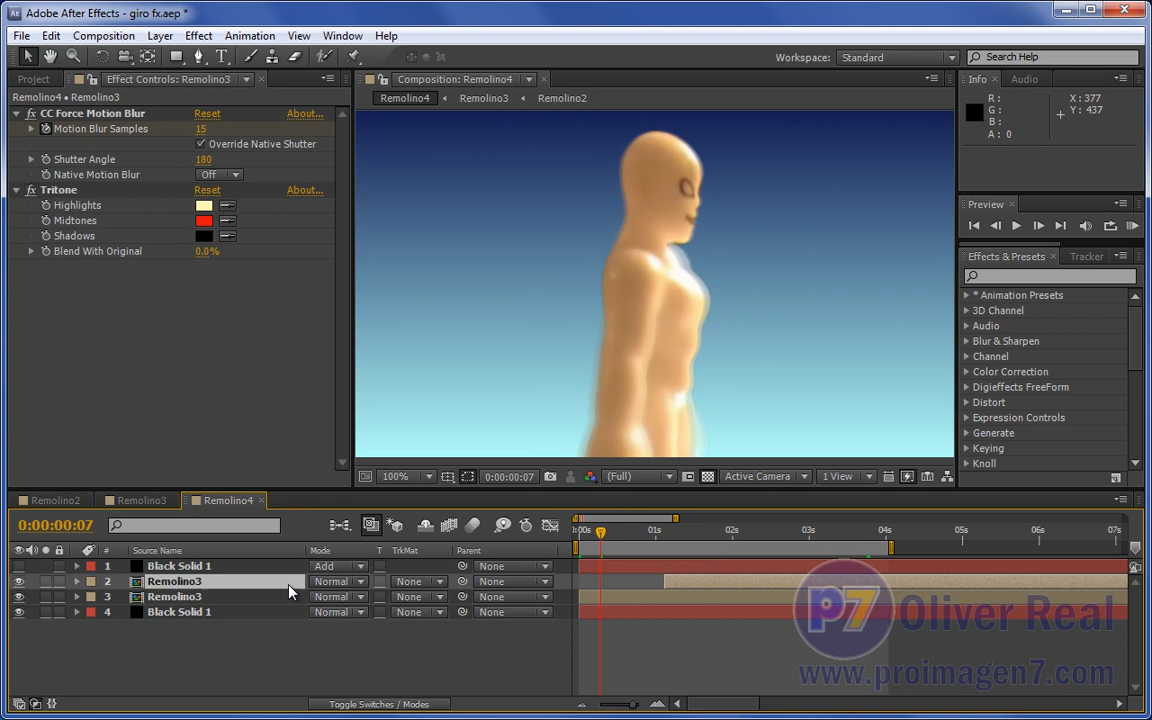 Adobe After Effects - giro fx.aep *
File Edit Composition Layer Effect Animation View Window Help
Workspace: Standard Search Help
Project Effect Controls: Remolino3
Remolino4 • Remolino3
fx CC Force Motion Blur Reset About...
Motion Blur Samples 15
Override Native Shutter
Shutter Angle 180
Native Motion Blur Off
fx Tritone Reset About...
Highlights
Midtones
Shadows
Blend With Original 0.0%
Composition: Remolino4
Remolino4 Remolino3 Remolino2
100% 0:00:00:07 (Full) Active Camera 1 View
Info Audio
R: X: 377
G: Y: 437
B:
A: 0
Preview
Effects & Presets Tracker
* Animation Presets
3D Channel
Audio
Blur & Sharpen
Channel
Color Correction
Digieffects FreeForm
Distort
Expression Controls
Generate
Keying
Knoll
Remolino2 Remolino3 Remolino4
0:00:00:07
:00s 01s 02s 03s 04s 05s 06s 07s
# Source Name Mode T TrkMat Parent
1 Black Solid 1 Add None
2 Remolino3 Normal None None
3 Remolino3 Normal None None
4 Black Solid 1 Normal None None
Toggle Switches / Modes
p7 Oliver Real
www.proimagen7.com